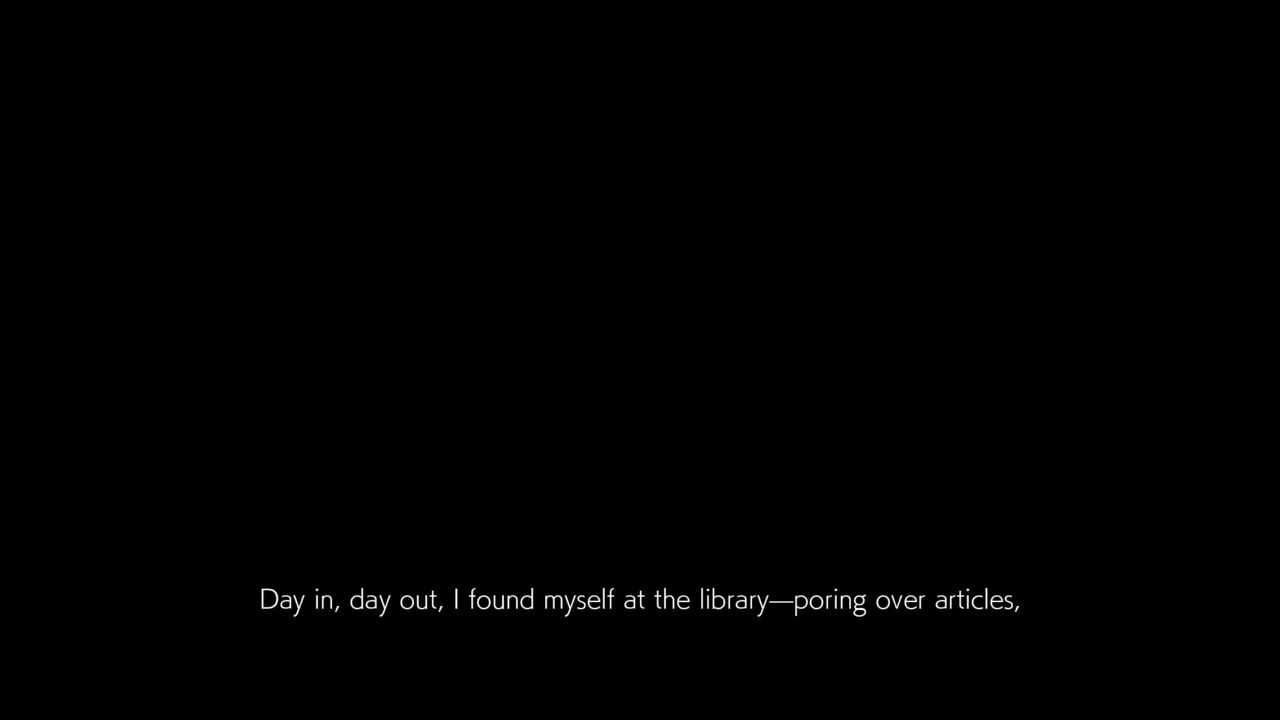 Day in, day out, I found myself at the library—poring over articles,